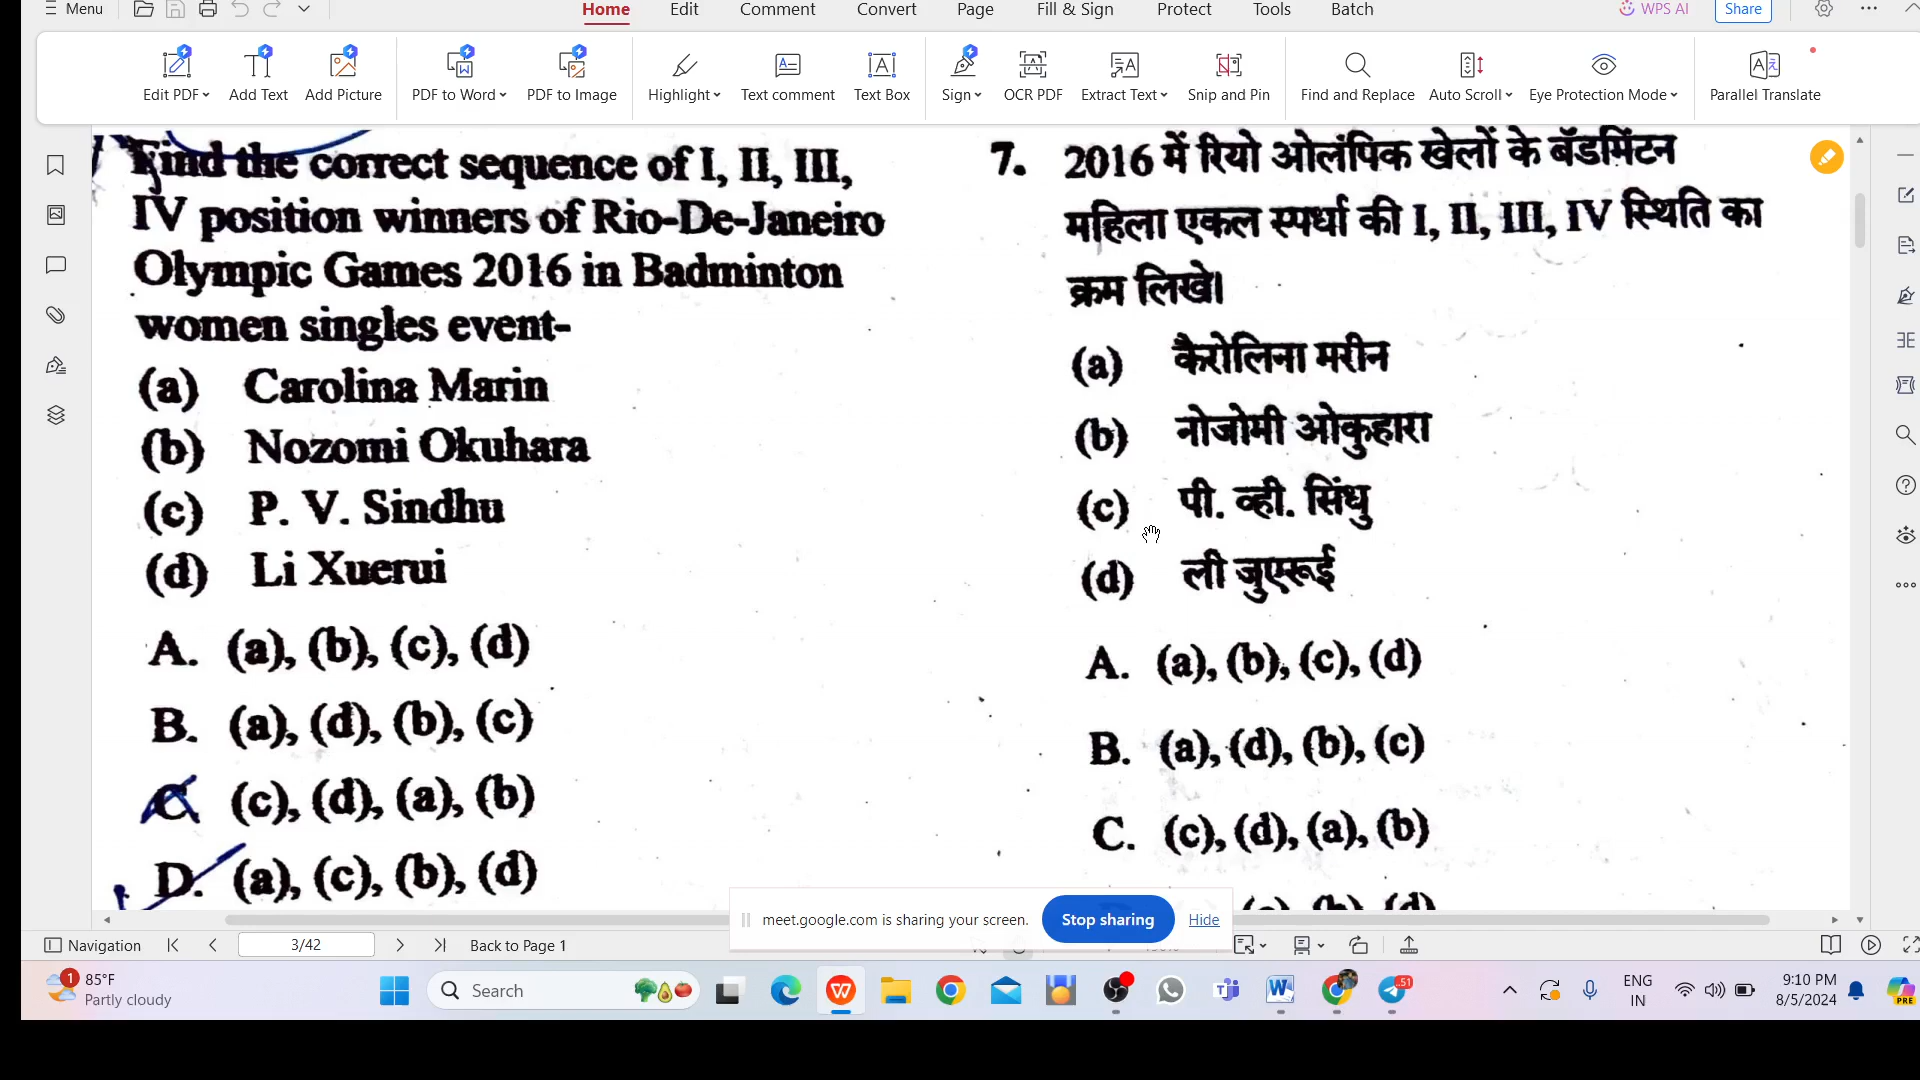 Menu
Home
Edit
Comment
Convert
Page
Fill & Sign
Protect
Tools
Batch
WPS AI
Share
Edit PDF
Add Text
Add Picture
PDF to Word
PDF to Image
Highlight
Text comment
Text Box
Sign
OCR PDF
Extract Text
Snip and Pin
Find and Replace
Auto Scroll
Eye Protection Mode
Parallel Translate
Find the correct sequence of I, II, III,
IV position winners of Rio-De-Janeiro
Olympic Games 2016 in Badminton
women singles event-
(a) Carolina Marin
(b) Nozomi Okuhara
(c) P. V. Sindhu
(d) Li Xuerui
A. (a), (b), (c), (d)
B. (a), (d), (b), (c)
C. (c), (d), (a), (b)
D. (a), (c), (b), (d)
7. 2016 में रियो ओलंपिक खेलों के बॅडमिंटन
महिला एकल स्पर्धा की I, II, III, IV स्थिति का
क्रम लिखे।
(a) कैरोलिना मरीन
(b) नोजोमी ओकुहारा
(c) पी. व्ही. सिंधु
(d) ली जुएरूई
A. (a), (b), (c), (d)
B. (a), (d), (b), (c)
C. (c), (d), (a), (b)
meet.google.com is sharing your screen.
Stop sharing
Hide
Navigation
3/42
Back to Page 1
1
85°F
Partly cloudy
Search
51
ENG
IN
9:10 PM
8/5/2024
PRE